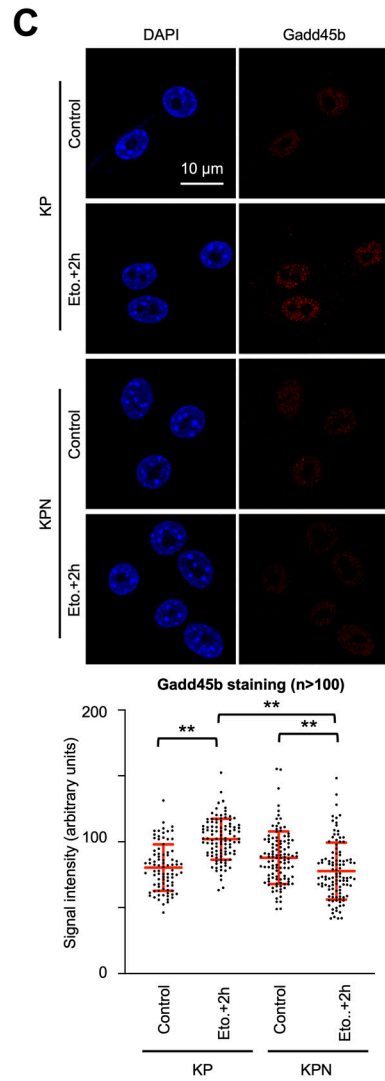 C
DAPI Gadd45b
KP
Control
10 µm
Eto.+2h
KPN
Control
Eto.+2h
Gadd45b staining (n>100)
Signal intensity (arbitrary units)
200
100
0
**
**
**
Control Eto.+2h Control Eto..+2h
KP KPN